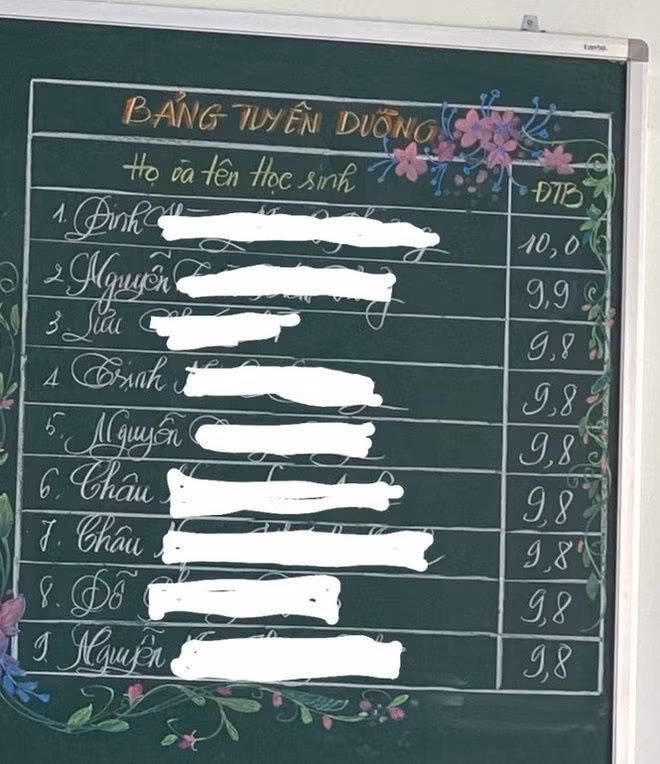 BẢNG TUYÊN DƯƠNG
Họ và tên Học sinh ĐTB
1. Đinh 10,0
2. Nguyễn 9,9
3 Lưu 9,8
4 Trịnh 9,8
5. Nguyễn 9,8
6. Châu 9,8
7. Châu 9,8
8. Đỗ 9,8
9. Nguyễn 9,8